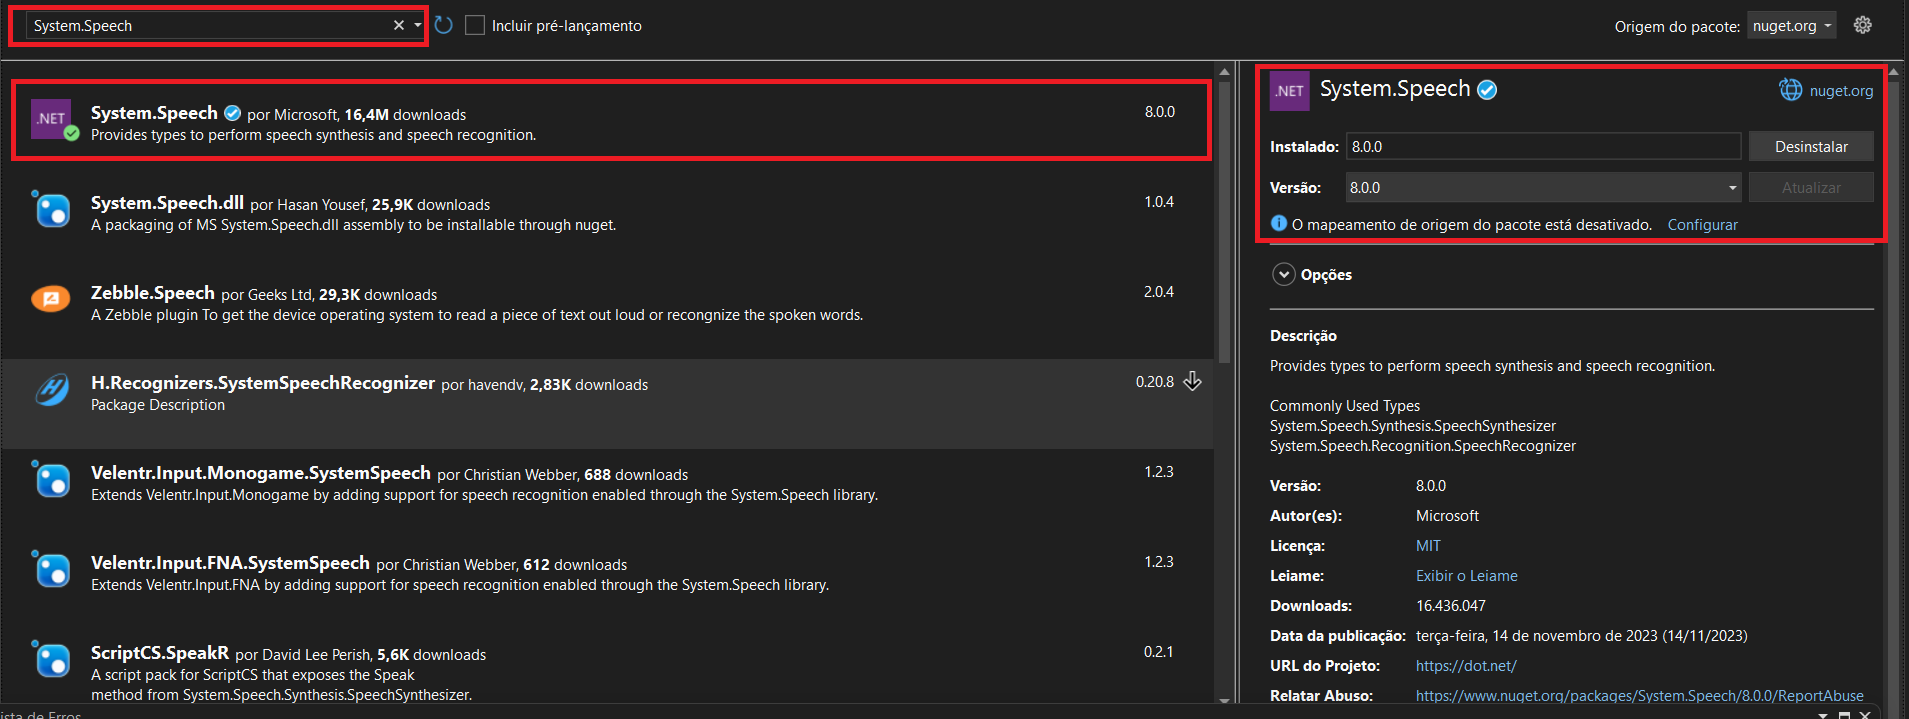 System.Speech
Incluir pré-lançamento
Origem do pacote: nuget.org
.NET
System.Speech por Microsoft, 16,4M downloads
8.0.0
Provides types to perform speech synthesis and speech recognition.
System.Speech.dll por Hasan Yousef, 25,9K downloads
1.0.4
A packaging of MS System.Speech.dll assembly to be installable through nuget.
Zebble.Speech por Geeks Ltd, 29,3K downloads
2.0.4
A Zebble plugin To get the device operating system to read a piece of text out loud or recongnize the spoken words.
H.Recognizers.SystemSpeechRecognizer por havendv, 2,83K downloads
0.20.8
Package Description
Velentr.Input.Monogame.SystemSpeech por Christian Webber, 688 downloads
1.2.3
Extends Velentr.Input.Monogame by adding support for speech recognition enabled through the System.Speech library.
Velentr.Input.FNA.SystemSpeech por Christian Webber, 612 downloads
1.2.3
Extends Velentr.Input.FNA by adding support for speech recognition enabled through the System.Speech library.
ScriptCS.SpeakR por David Lee Perish, 5,6K downloads
0.2.1
A script pack for ScriptCS that exposes the Speak
method from System.Speech.Synthesis.SpeechSynthesizer.
.NET
System.Speech
nuget.org
Instalado: 8.0.0
Desinstalar
Versão: 8.0.0
Atualizar
O mapeamento de origem do pacote está desativado. Configurar
Opções
Descrição
Provides types to perform speech synthesis and speech recognition.
Commonly Used Types
System.Speech.Synthesis.SpeechSynthesizer
System.Speech.Recognition.SpeechRecognizer
Versão: 8.0.0
Autor(es): Microsoft
Licença: MIT
Leiame: Exibir o Leiame
Downloads: 16.436.047
Data da publicação: terça-feira, 14 de novembro de 2023 (14/11/2023)
URL do Projeto: https://dot.net/
Relatar Abuso: https://www.nuget.org/packages/System.Speech/8.0.0/ReportAbuse
ista de Erros